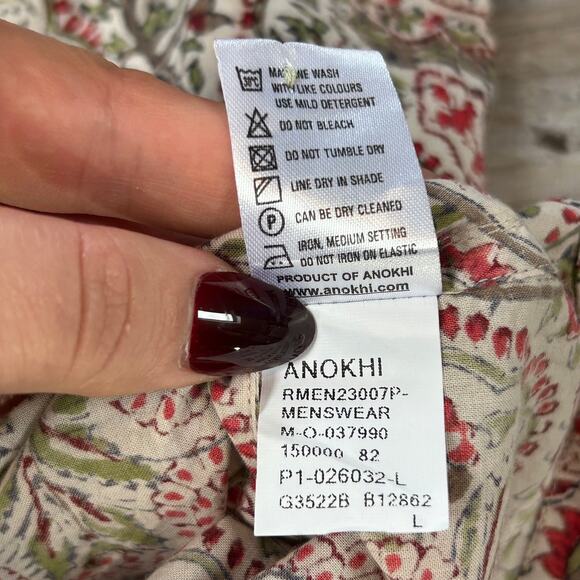 30°C
MACHINE WASH
WITH LIKE COLOURS
USE MILD DETERGENT
DO NOT BLEACH
DO NOT TUMBLE DRY
LINE DRY IN SHADE
P
CAN BE DRY CLEANED
IRON, MEDIUM SETTING
DO NOT IRON ON ELASTIC
PRODUCT OF ANOKHI
www.anokhi.com
ANOKHI
RMEN23007P-
MENSWEAR
M-O-037990
150000 82
P1-026032-L
G3522B B12862
L